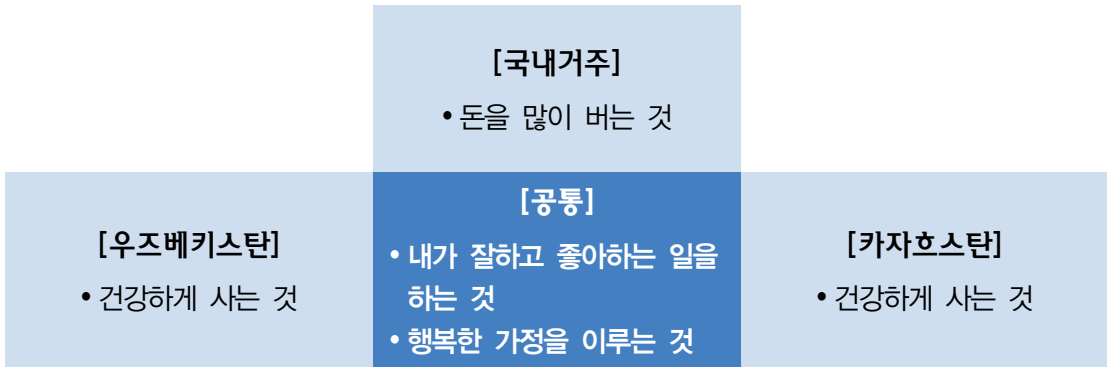 [국내거주]
• 돈을 많이 버는 것
[우즈베키스탄]
• 건강하게 사는 것
[공통]
• 내가 잘하고 좋아하는 일을
하는 것
• 행복한 가정을 이루는 것
[카자흐스탄]
• 건강하게 사는 것